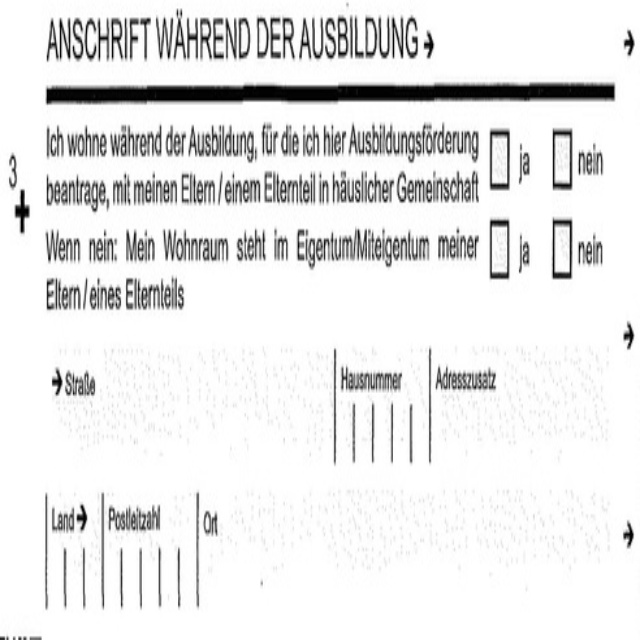 ANSCHRIFT WÄHREND DER AUSBILDUNG → →
Ich wohne während der Ausbildung, für die ich hier Ausbildungsförderung
beantrage, mit meinen Eltern / einem Elternteil in häuslicher Gemeinschaft
ja nein
3
+
Wenn nein: Mein Wohnraum steht im Eigentum/Miteigentum meiner
Eltern / eines Elternteils
ja nein
→
→ Straße Hausnummer Adresszusatz
Land → Postleitzahl Ort →